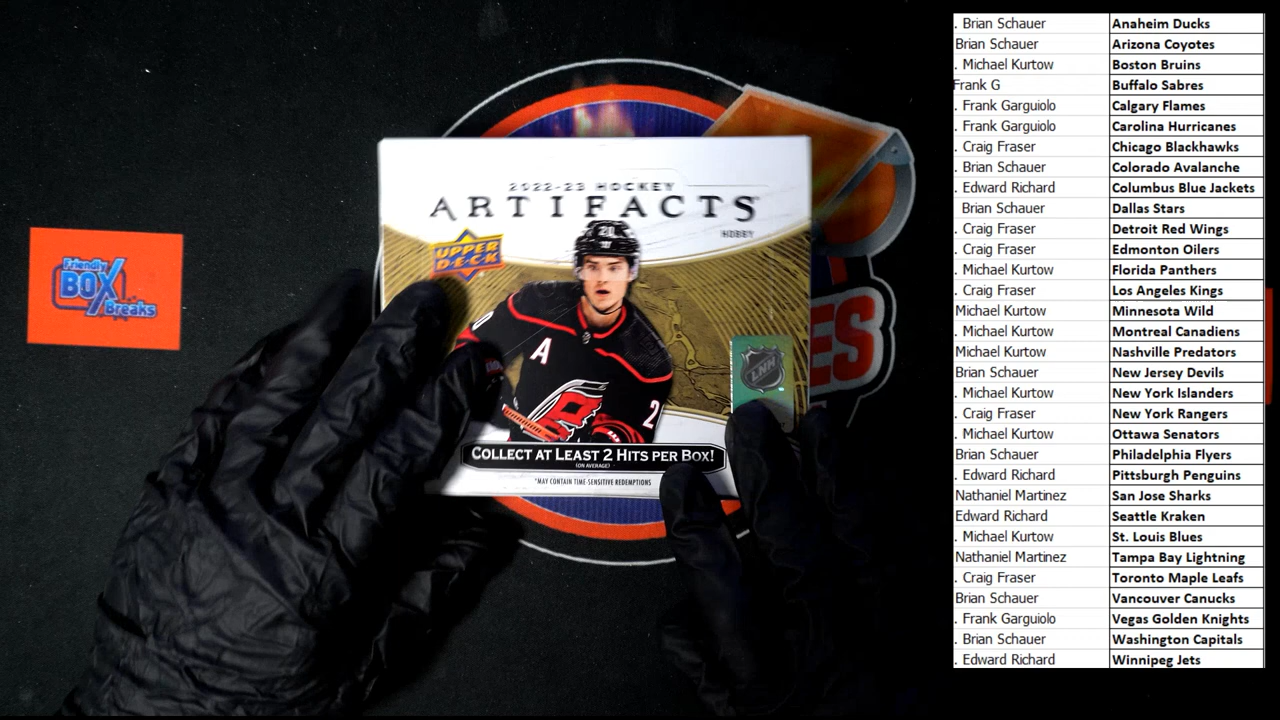 Friendly
BOX
Breaks
2022-23 HOCKEY
ARTIFACTS
HOBBY
UPPER
DECK
20
A
2
LNH
COLLECT AT LEAST 2 HITS PER BOX!
(ON AVERAGE)
*MAY CONTAIN TIME-SENSITIVE REDEMPTIONS
. Brian Schauer Anaheim Ducks
Brian Schauer Arizona Coyotes
. Michael Kurtow Boston Bruins
Frank G Buffalo Sabres
. Frank Garguiolo Calgary Flames
. Frank Garguiolo Carolina Hurricanes
. Craig Fraser Chicago Blackhawks
. Brian Schauer Colorado Avalanche
. Edward Richard Columbus Blue Jackets
Brian Schauer Dallas Stars
. Craig Fraser Detroit Red Wings
. Craig Fraser Edmonton Oilers
. Michael Kurtow Florida Panthers
. Craig Fraser Los Angeles Kings
Michael Kurtow Minnesota Wild
. Michael Kurtow Montreal Canadiens
Michael Kurtow Nashville Predators
Brian Schauer New Jersey Devils
. Michael Kurtow New York Islanders
. Craig Fraser New York Rangers
. Michael Kurtow Ottawa Senators
Brian Schauer Philadelphia Flyers
. Edward Richard Pittsburgh Penguins
Nathaniel Martinez San Jose Sharks
Edward Richard Seattle Kraken
. Michael Kurtow St. Louis Blues
Nathaniel Martinez Tampa Bay Lightning
. Craig Fraser Toronto Maple Leafs
Brian Schauer Vancouver Canucks
. Frank Garguiolo Vegas Golden Knights
. Brian Schauer Washington Capitals
. Edward Richard Winnipeg Jets